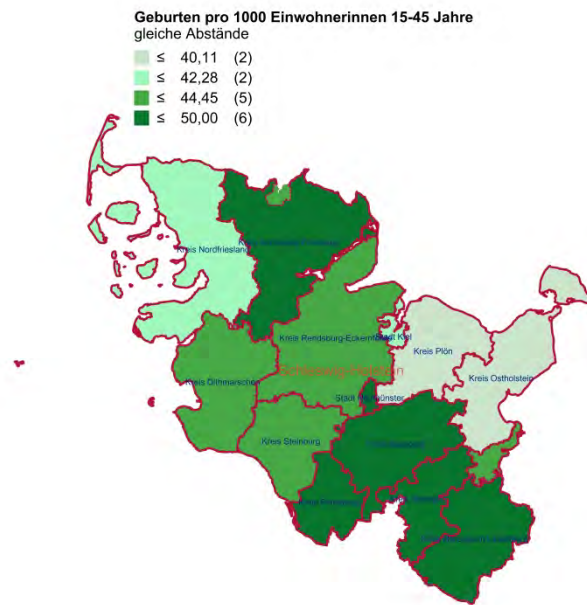 Geburten pro 1000 Einwohnerinnen 15-45 Jahre
gleiche Abstände
≤ 40,11 (2)
≤ 42,28 (2)
≤ 44,45 (5)
≤ 50,00 (6)
Kreis Nordfriesland
Kreis Rendsburg-Eckernförde
Stadt Kiel
Kreis Plön
Schleswig-Holstein
Kreis Ostholstein
Kreis Dithmarschen
Stadt Neumünster
Kreis Steinburg